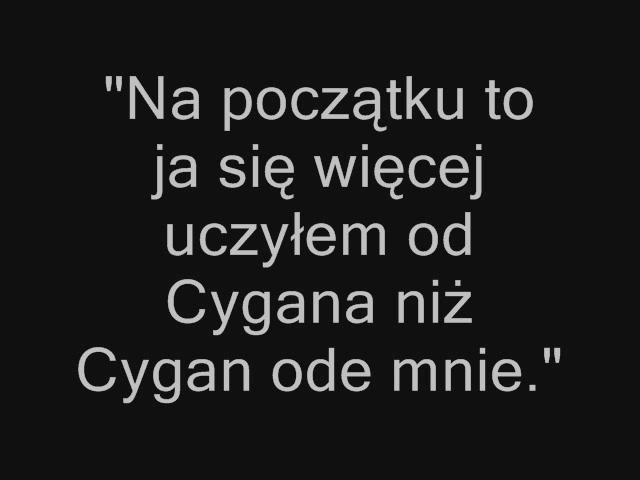 "Na początku to
ja się więcej
uczyłem od
Cygana niż
Cygan ode mnie."